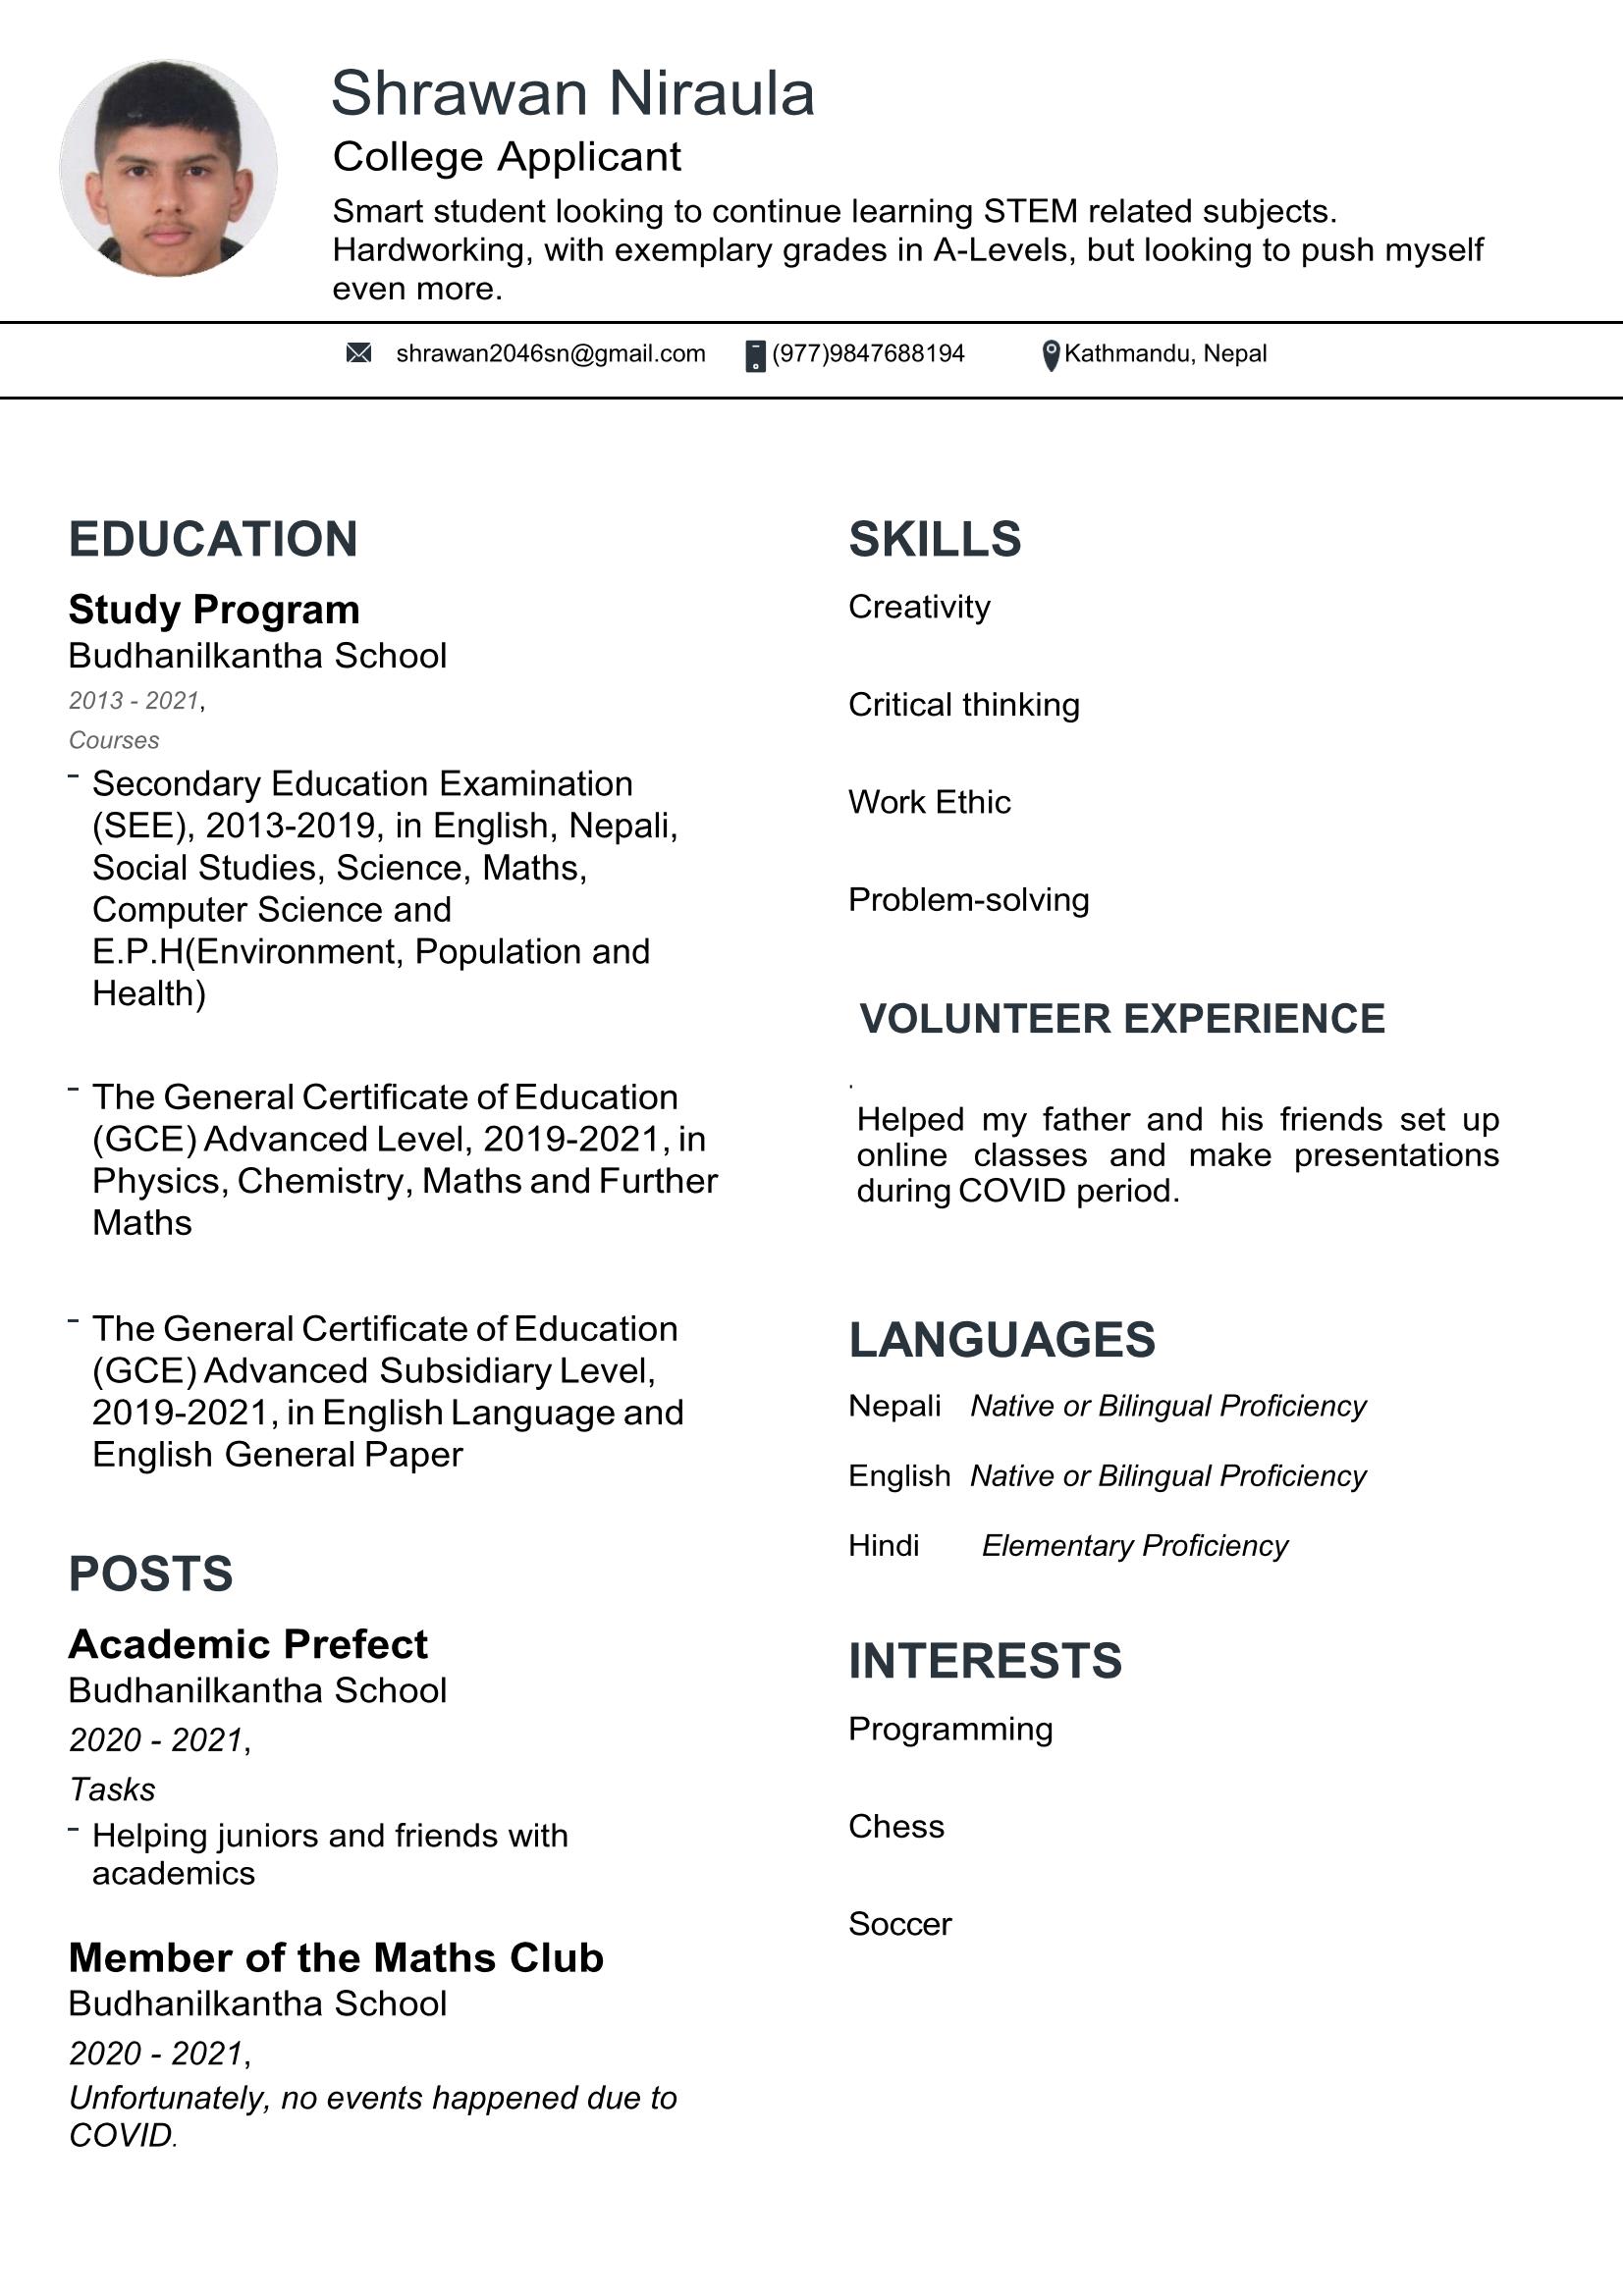 Shrawan Niraula
College Applicant
Smart student looking to continue learning STEM related subjects.
Hardworking, with exemplary grades in A-Levels, but looking to push myself
even more.
shrawan2046sn@gmail.com (977)9847688194 Kathmandu, Nepal
EDUCATION
Study Program
Budhanilkantha School
2013 - 2021,
Courses
- Secondary Education Examination
(SEE), 2013-2019, in English, Nepali,
Social Studies, Science, Maths,
Computer Science and
E.P.H(Environment, Population and
Health)
- The General Certificate of Education
(GCE) Advanced Level, 2019-2021, in
Physics, Chemistry, Maths and Further
Maths
- The General Certificate of Education
(GCE) Advanced Subsidiary Level,
2019-2021, in English Language and
English General Paper
POSTS
Academic Prefect
Budhanilkantha School
2020 - 2021,
Tasks
- Helping juniors and friends with
academics
Member of the Maths Club
Budhanilkantha School
2020 - 2021,
Unfortunately, no events happened due to
COVID.
SKILLS
Creativity
Critical thinking
Work Ethic
Problem-solving
VOLUNTEER EXPERIENCE
.
Helped my father and his friends set up
online classes and make presentations
during COVID period.
LANGUAGES
Nepali Native or Bilingual Proficiency
English Native or Bilingual Proficiency
Hindi Elementary Proficiency
INTERESTS
Programming
Chess
Soccer